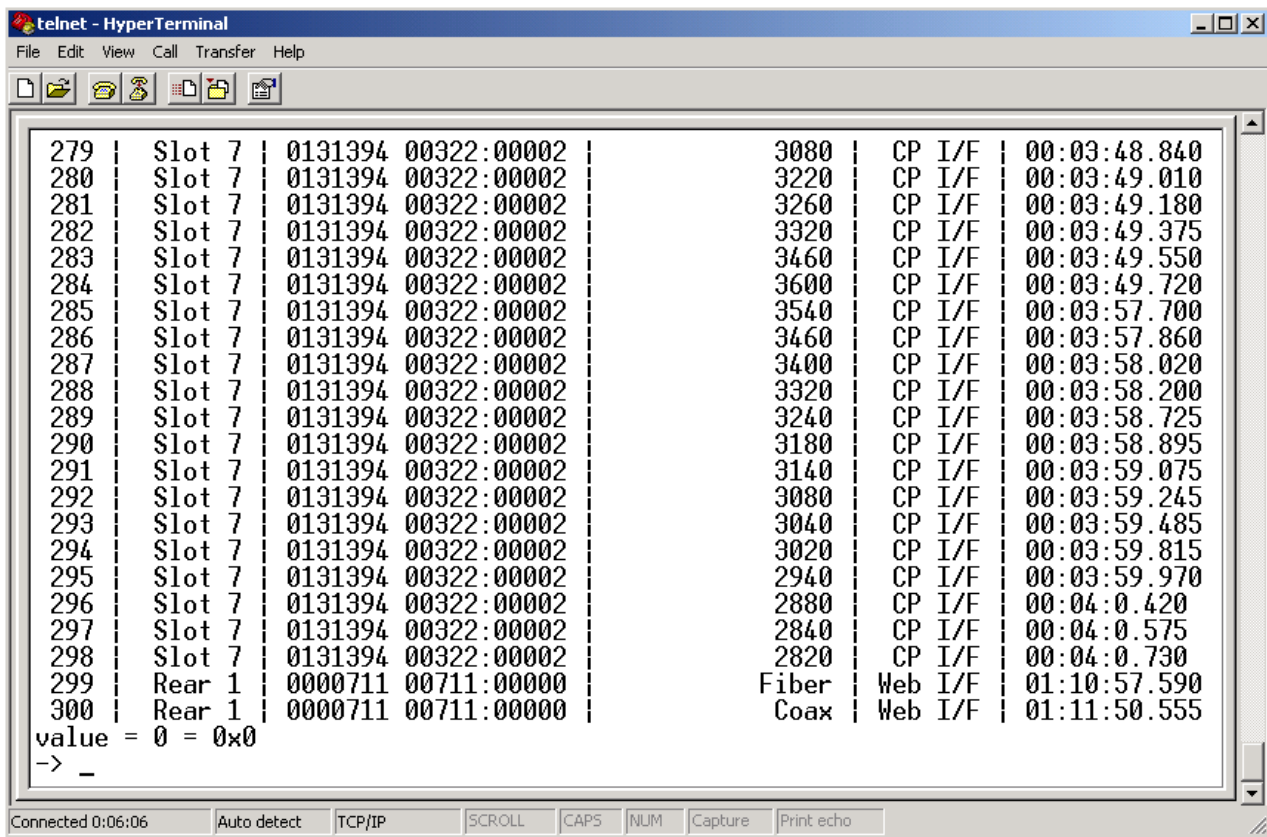 telnet - HyperTerminal
File Edit View Call Transfer Help
279 | Slot 7 | 0131394 00322:00002 | 3080 | CP I/F | 00:03:48.840
280 | Slot 7 | 0131394 00322:00002 | 3220 | CP I/F | 00:03:49.010
281 | Slot 7 | 0131394 00322:00002 | 3260 | CP I/F | 00:03:49.180
282 | Slot 7 | 0131394 00322:00002 | 3320 | CP I/F | 00:03:49.375
283 | Slot 7 | 0131394 00322:00002 | 3460 | CP I/F | 00:03:49.550
284 | Slot 7 | 0131394 00322:00002 | 3600 | CP I/F | 00:03:49.720
285 | Slot 7 | 0131394 00322:00002 | 3540 | CP I/F | 00:03:57.700
286 | Slot 7 | 0131394 00322:00002 | 3460 | CP I/F | 00:03:57.860
287 | Slot 7 | 0131394 00322:00002 | 3400 | CP I/F | 00:03:58.020
288 | Slot 7 | 0131394 00322:00002 | 3320 | CP I/F | 00:03:58.200
289 | Slot 7 | 0131394 00322:00002 | 3240 | CP I/F | 00:03:58.725
290 | Slot 7 | 0131394 00322:00002 | 3180 | CP I/F | 00:03:58.895
291 | Slot 7 | 0131394 00322:00002 | 3140 | CP I/F | 00:03:59.075
292 | Slot 7 | 0131394 00322:00002 | 3080 | CP I/F | 00:03:59.245
293 | Slot 7 | 0131394 00322:00002 | 3040 | CP I/F | 00:03:59.485
294 | Slot 7 | 0131394 00322:00002 | 3020 | CP I/F | 00:03:59.815
295 | Slot 7 | 0131394 00322:00002 | 2940 | CP I/F | 00:03:59.970
296 | Slot 7 | 0131394 00322:00002 | 2880 | CP I/F | 00:04:0.420
297 | Slot 7 | 0131394 00322:00002 | 2840 | CP I/F | 00:04:0.575
298 | Slot 7 | 0131394 00322:00002 | 2820 | CP I/F | 00:04:0.730
299 | Rear 1 | 0000711 00711:00000 | Fiber | Web I/F | 01:10:57.590
300 | Rear 1 | 0000711 00711:00000 | Coax | Web I/F | 01:11:50.555
value = 0 = 0x0
-> _
Connected 0:06:06 Auto detect TCP/IP SCROLL CAPS NUM Capture Print echo